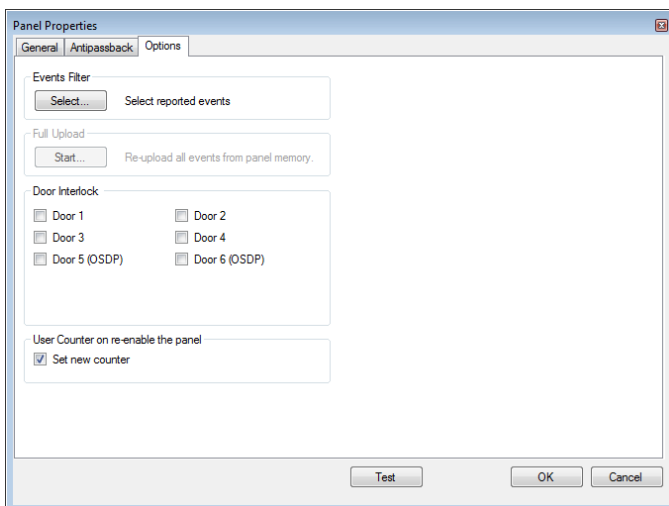 Panel Properties
General Antipassback Options
Events Filter
Select... Select reported events
Full Upload
Start... Re-upload all events from panel memory.
Door Interlock
Door 1 Door 2
Door 3 Door 4
Door 5 (OSDP) Door 6 (OSDP)
User Counter on re-enable the panel
Set new counter
Test OK Cancel